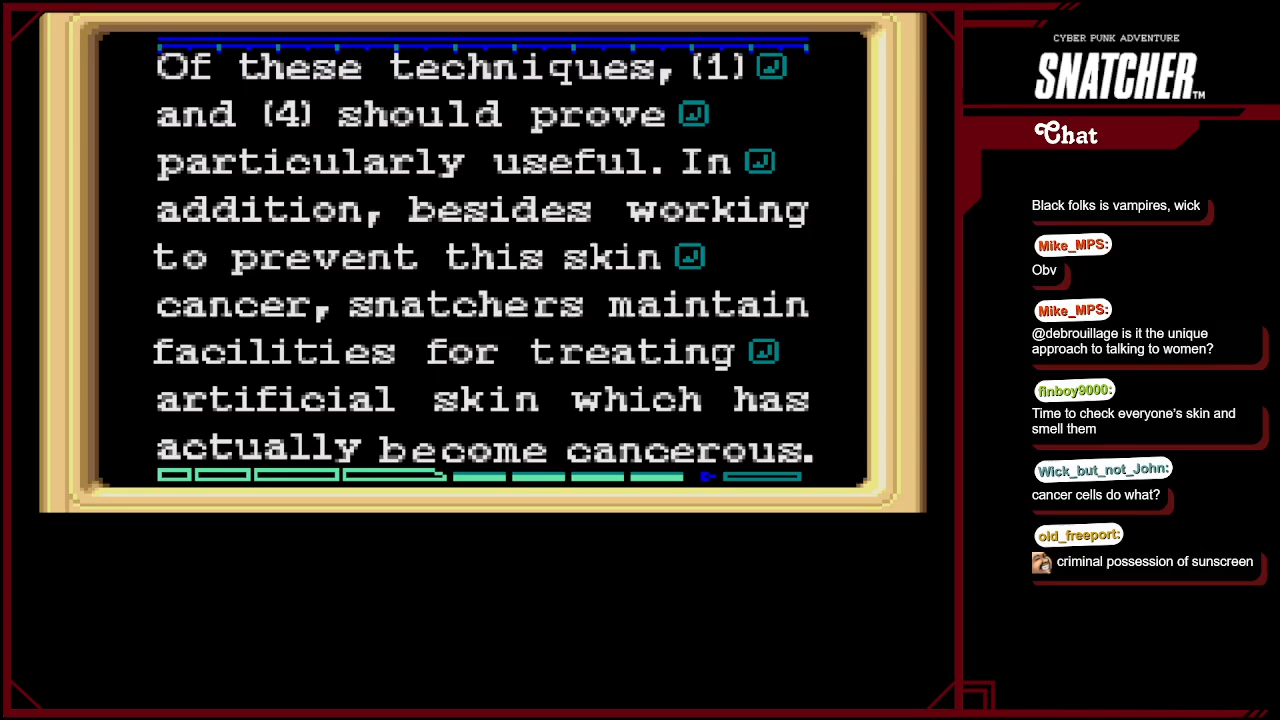 Of these techniques, (1)
and (4) should prove
particularly useful. In
addition, besides working
to prevent this skin
cancer, snatchers maintain
facilities for treating
artificial skin which has
actually become cancerous.
CYBER PUNK ADVENTURE
SNATCHER™
Chat
Black folks is vampires, wick
Mike_MPS:
Obv
Mike_MPS:
@debrouillage is it the unique
approach to talking to women?
finboy9000:
Time to check everyone's skin and
smell them
Wick_but_not_John:
cancer cells do what?
old_freeport:
criminal possession of sunscreen